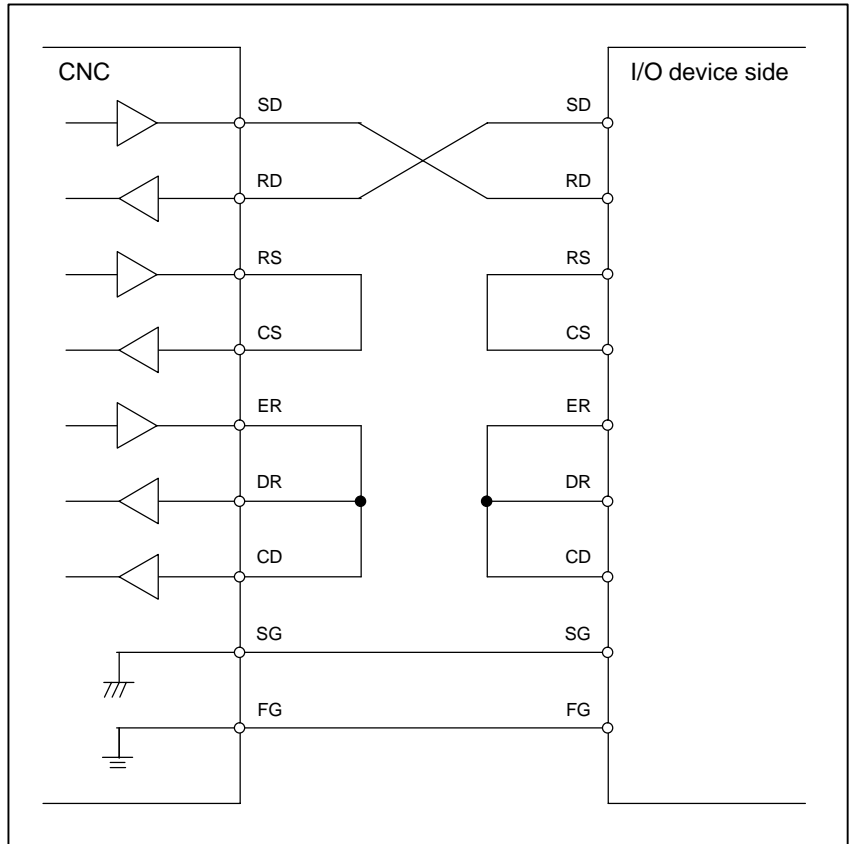 CNC I/O device side
SD SD
RD RD
RS RS
CS CS
ER ER
DR DR
CD CD
SG SG
FG FG